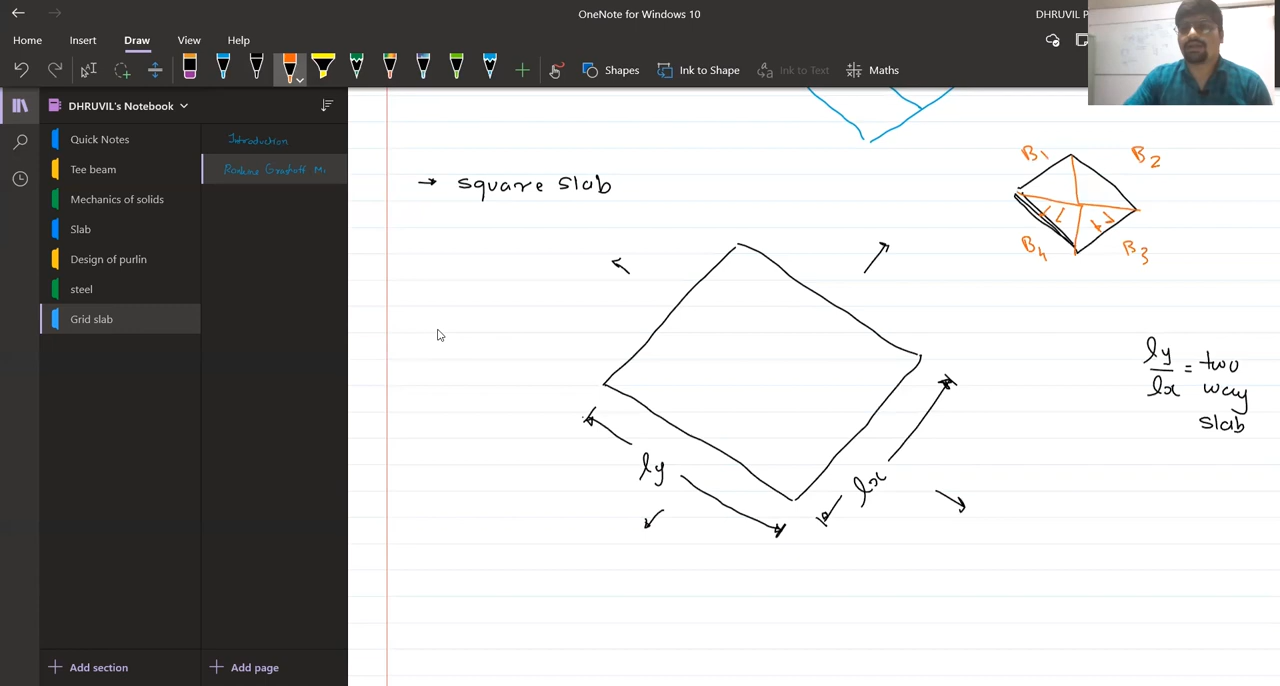 OneNote for Windows 10
DHRUVIL P
Home
Insert
Draw
View
Help
Shapes
Ink to Shape
Ink to Text
Maths
DHRUVIL's Notebook
Quick Notes
Tee beam
Mechanics of solids
Slab
Design of purlin
steel
Grid slab
Add section
Introduction
Add page
→ square slab
B1
B2
B3
B4
ly
lx
ly/lx = two
way
slab